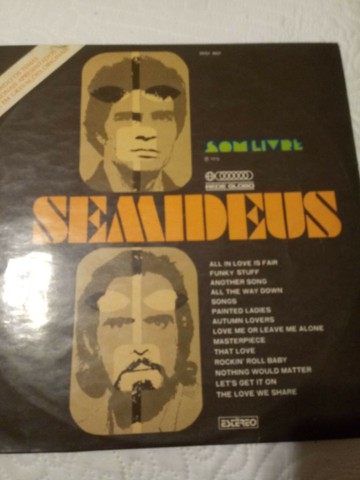 SOM LIVRE
REDE GLOBO
SEMIDEUS
ALL IN LOVE IS FAIR
FUNKY STUFF
ANOTHER SONG
ALL THE WAY DOWN
SONGS
PAINTED LADIES
AUTUMN LOVERS
LOVE ME OR LEAVE ME ALONE
MASTERPIECE
THAT LOVE
ROCKIN' ROLL BABY
NOTHING WOULD MATTER
LET'S GET IT ON
THE LOVE WE SHARE
ESTÉREO